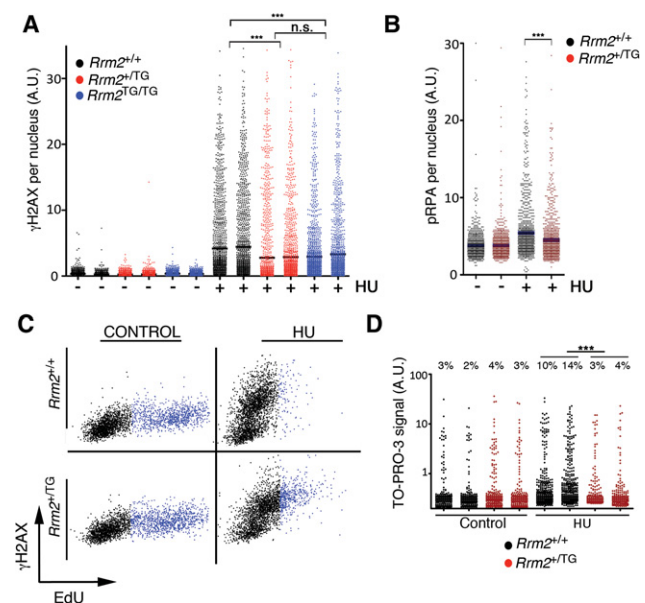 A
***
n.s.
***
Rrm2+/+
Rrm2+/TG
Rrm2TG/TG
γH2AX per nucleus (A.U.)
30
20
10
0
- - - - - - + + + + + + HU
B
***
Rrm2+/+
Rrm2+/TG
pRPA per nucleus (A.U.)
30
20
10
0
- - + + HU
C
CONTROL HU
Rrm2+/+
Rrm2+/TG
γH2AX
EdU
D
***
3% 2% 4% 3% 10% 14% 3% 4%
TO-PRO-3 signal (A.U.)
100
10
1
Control HU
Rrm2+/+
Rrm2+/TG